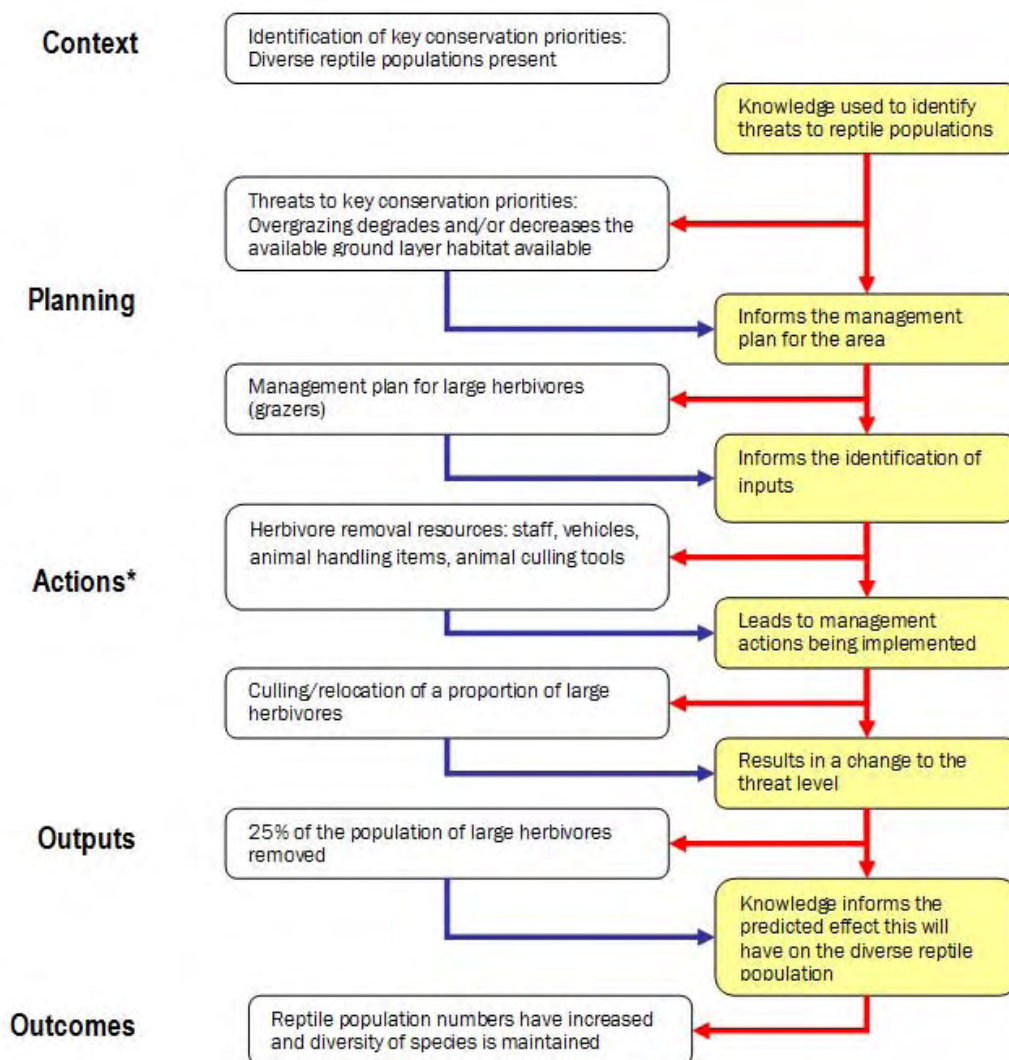 Context
Identification of key conservation priorities:
Diverse reptile populations present
Knowledge used to identify
threats to reptile populations
Threats to key conservation priorities:
Overgrazing degrades and/or decreases the
available ground layer habitat available
Planning
Informs the management
plan for the area
Management plan for large herbivores
(grazers)
Informs the identification of
inputs
Herbivore removal resources: staff, vehicles,
animal handling items, animal culling tools
Actions*
Leads to management
actions being implemented
Culling/relocation of a proportion of large
herbivores
Results in a change to the
threat level
Outputs
25% of the population of large herbivores
removed
Knowledge informs the
predicted effect this will
have on the diverse reptile
population
Outcomes
Reptile population numbers have increased
and diversity of species is maintained